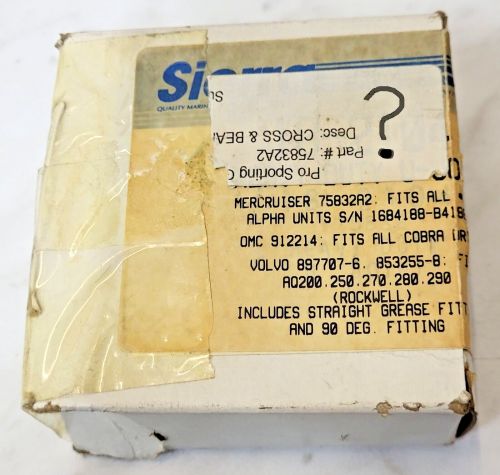 Sierra
QUALITY MARIN
Pro Sporting
Part #: 75832A2
Desc: CROSS & BEA
?
MERCRUISER 75832A2: FITS ALL
ALPHA UNITS S/N 1684188-B418
OMC 912214: FITS ALL COBRA
VOLVO 897707-6, 853255-8:
AQ200.250.270.280.290
(ROCKWELL)
INCLUDES STRAIGHT GREASE FITT
AND 90 DEG. FITTING